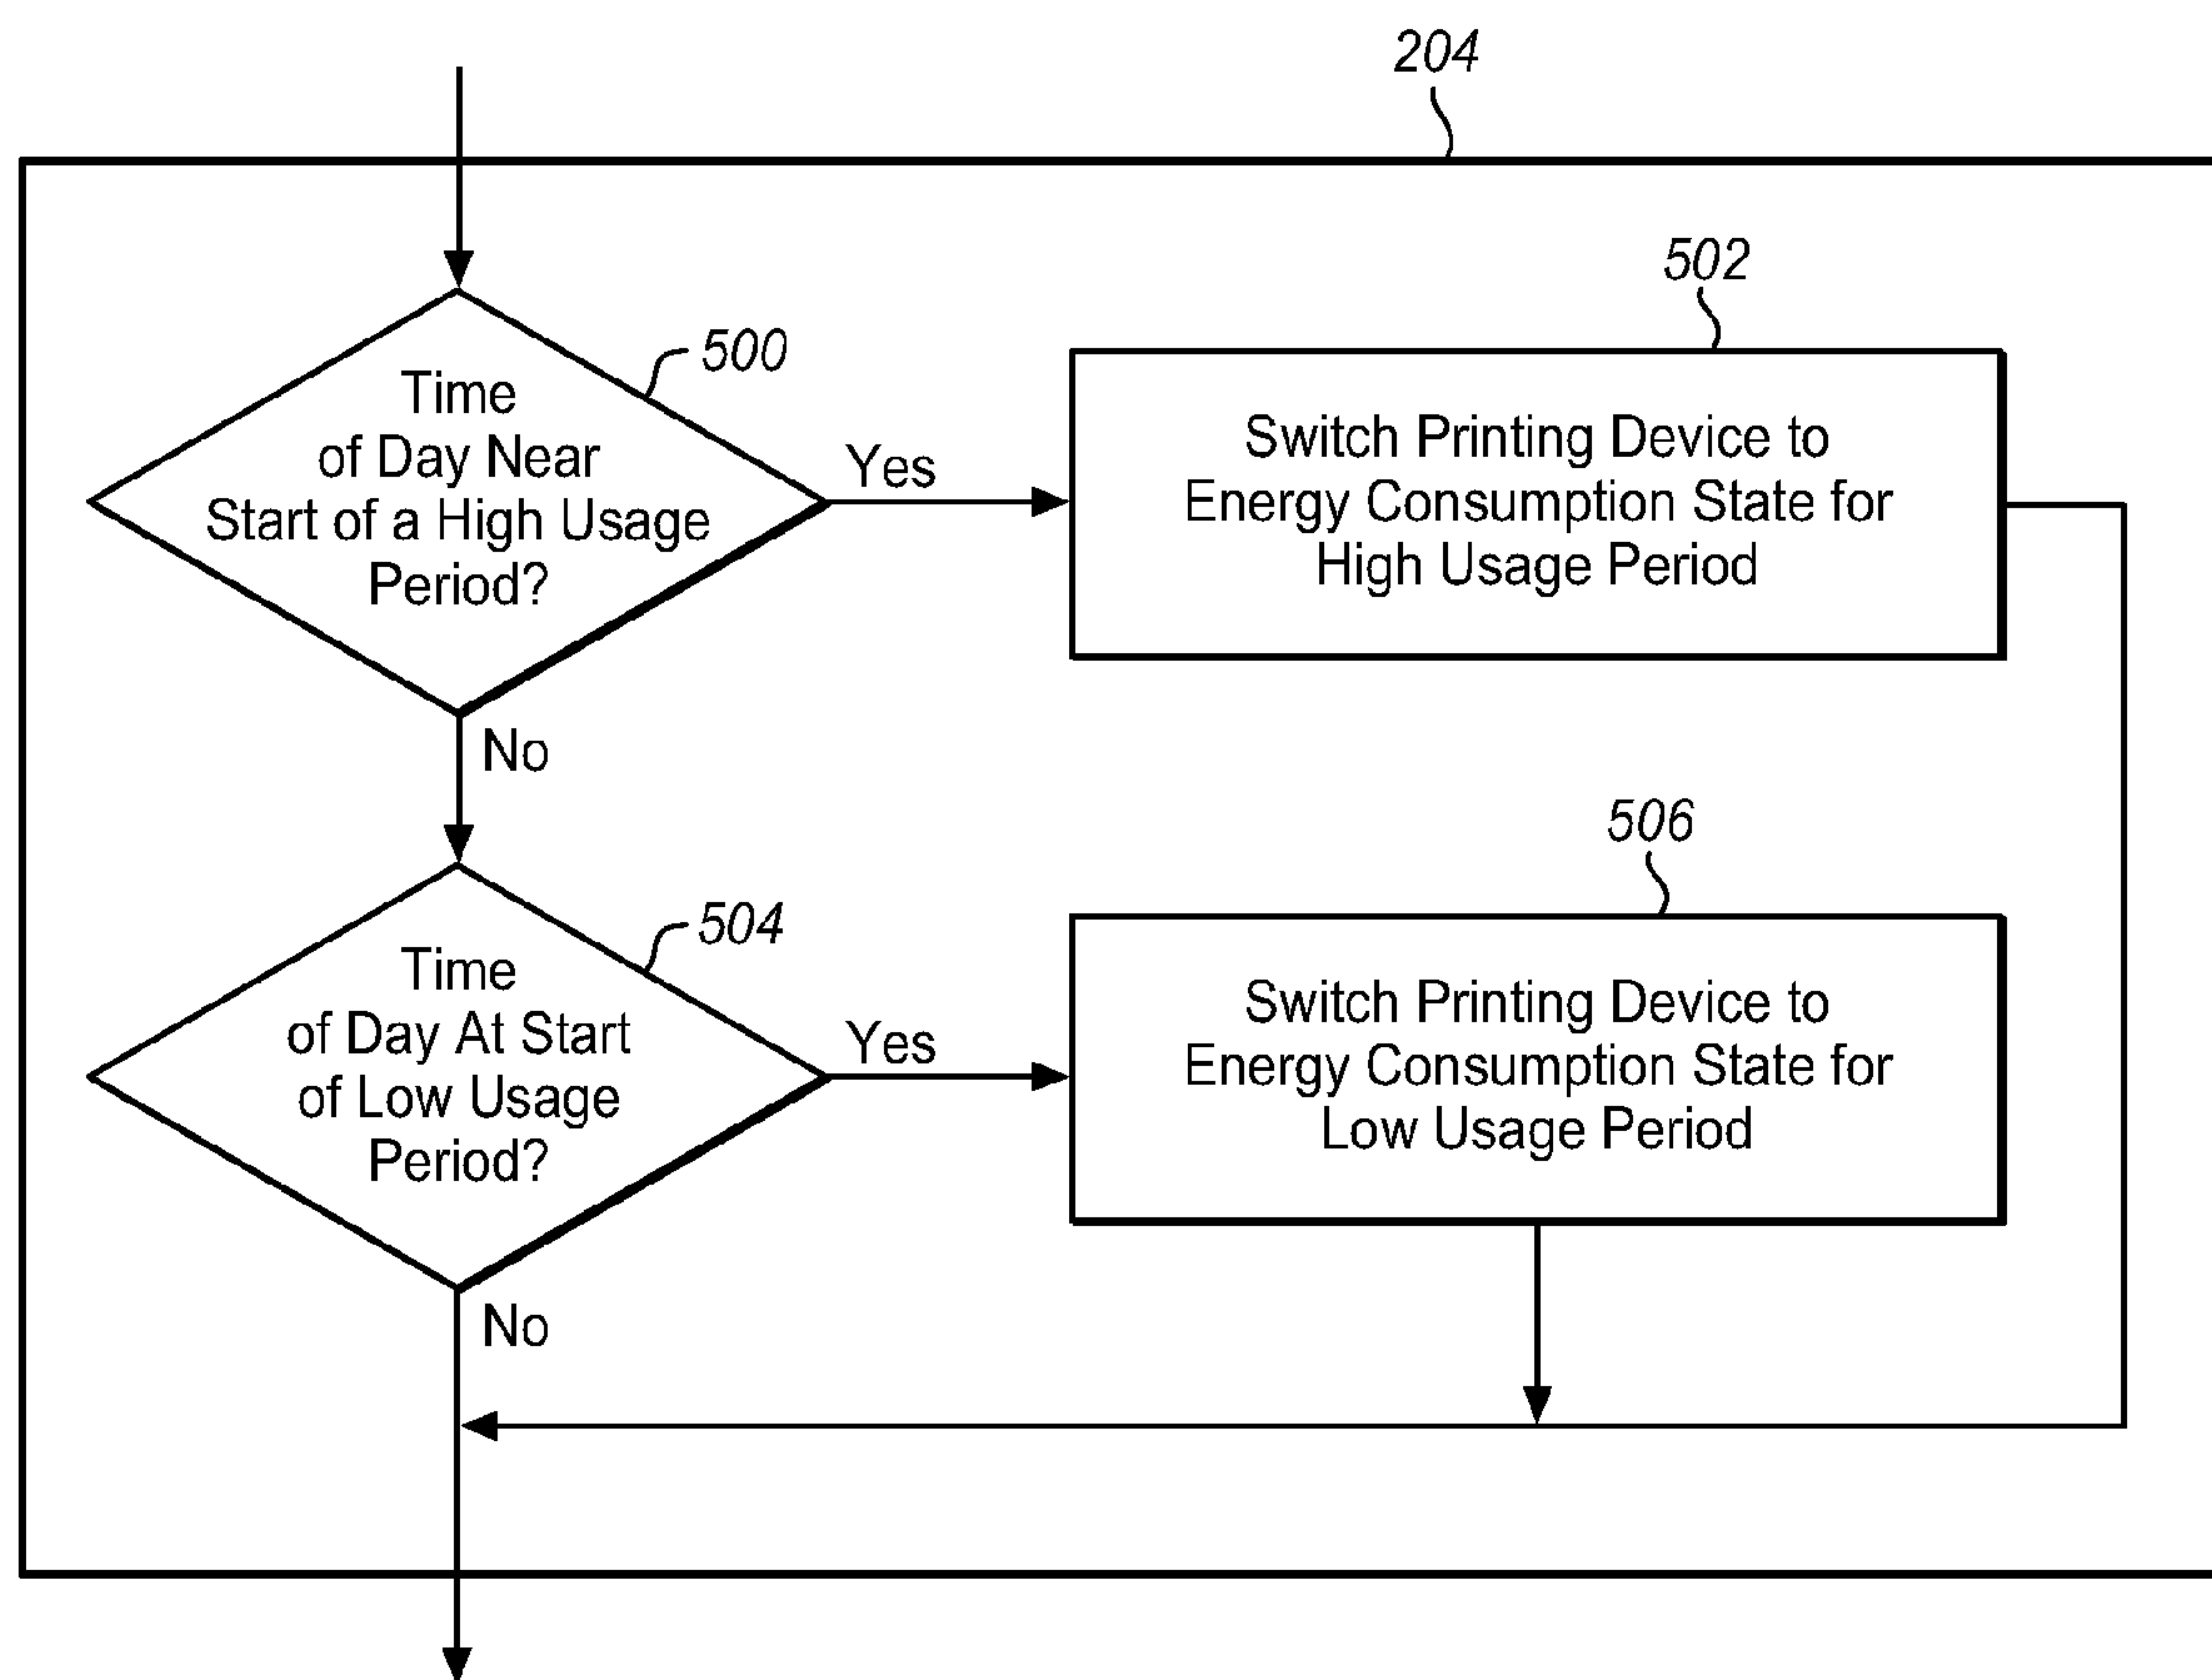 204
500
Time
of Day Near
Start of a High Usage
Period?
Yes
502
Switch Printing Device to
Energy Consumption State for
High Usage Period
No
504
Time
of Day At Start
of Low Usage
Period?
Yes
506
Switch Printing Device to
Energy Consumption State for
Low Usage Period
No